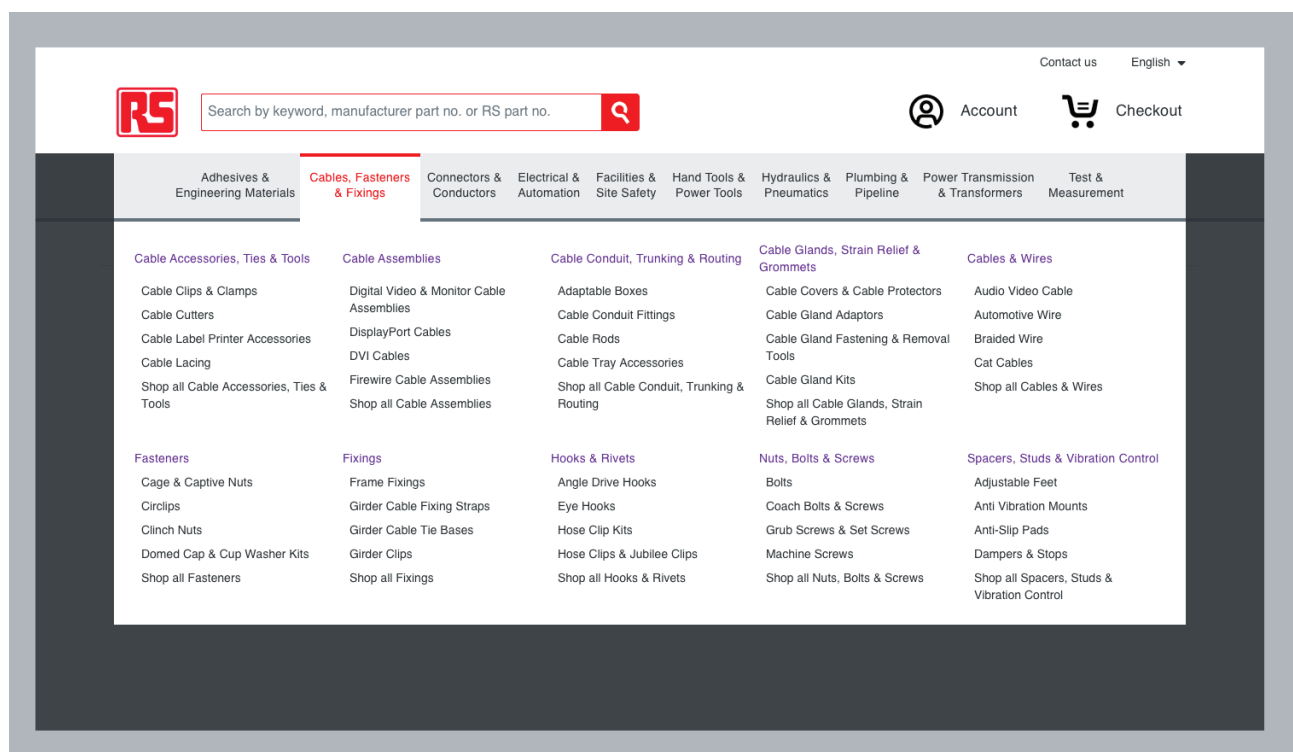 Contact us English
RS
Search by keyword, manufacturer part no. or RS part no.
Account
Checkout
Adhesives &
Engineering Materials
Cables, Fasteners
& Fixings
Connectors &
Conductors
Electrical &
Automation
Facilities &
Site Safety
Hand Tools &
Power Tools
Hydraulics &
Pneumatics
Plumbing &
Pipeline
Power Transmission
& Transformers
Test &
Measurement
Cable Accessories, Ties & Tools
Cable Clips & Clamps
Cable Cutters
Cable Label Printer Accessories
Cable Lacing
Shop all Cable Accessories, Ties &
Tools
Cable Assemblies
Digital Video & Monitor Cable
Assemblies
DisplayPort Cables
DVI Cables
Firewire Cable Assemblies
Shop all Cable Assemblies
Cable Conduit, Trunking & Routing
Adaptable Boxes
Cable Conduit Fittings
Cable Rods
Cable Tray Accessories
Shop all Cable Conduit, Trunking &
Routing
Cable Glands, Strain Relief &
Grommets
Cable Covers & Cable Protectors
Cable Gland Adaptors
Cable Gland Fastening & Removal
Tools
Cable Gland Kits
Shop all Cable Glands, Strain
Relief & Grommets
Cables & Wires
Audio Video Cable
Automotive Wire
Braided Wire
Cat Cables
Shop all Cables & Wires
Fasteners
Cage & Captive Nuts
Circlips
Clinch Nuts
Domed Cap & Cup Washer Kits
Shop all Fasteners
Fixings
Frame Fixings
Girder Cable Fixing Straps
Girder Cable Tie Bases
Girder Clips
Shop all Fixings
Hooks & Rivets
Angle Drive Hooks
Eye Hooks
Hose Clip Kits
Hose Clips & Jubilee Clips
Shop all Hooks & Rivets
Nuts, Bolts & Screws
Bolts
Coach Bolts & Screws
Grub Screws & Set Screws
Machine Screws
Shop all Nuts, Bolts & Screws
Spacers, Studs & Vibration Control
Adjustable Feet
Anti Vibration Mounts
Anti-Slip Pads
Dampers & Stops
Shop all Spacers, Studs &
Vibration Control